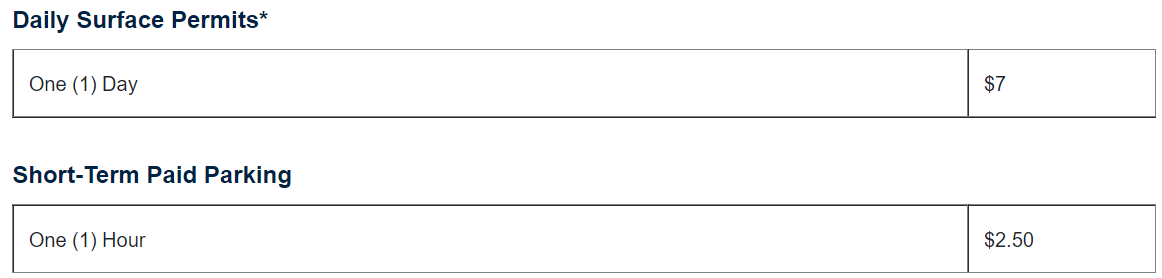 Daily Surface Permits*
One (1) Day $7
Short-Term Paid Parking
One (1) Hour $2.50